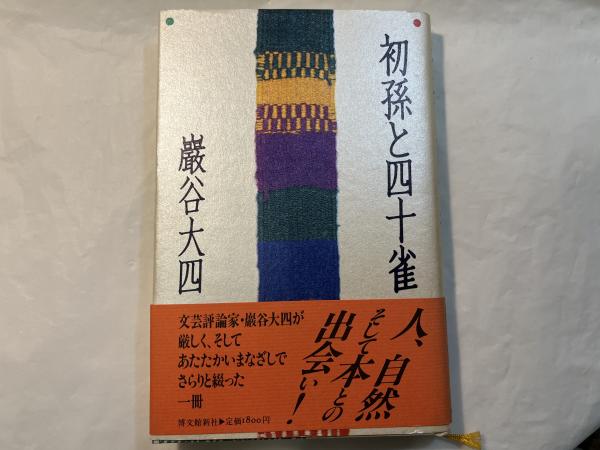 初孫と四十雀
巌谷大四
人、自然
そして本との
出会い!
文芸評論家・巌谷大四が
厳しく、そして
あたたかいまなざしで
さらりと綴った
一冊
博文館新社▶定価1800円